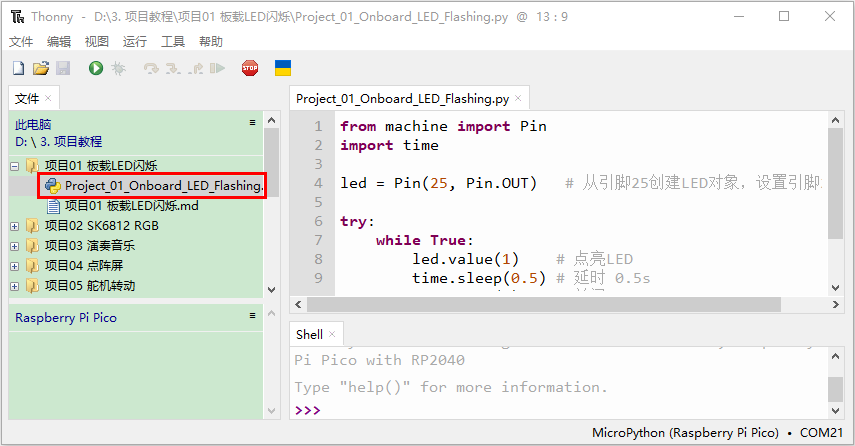 Thonny - D:\3. 项目教程\项目01 板载LED闪烁\Project_01_Onboard_LED_Flashing.py @ 13 : 9
文件 编辑 视图 运行 工具 帮助
STOP
文件 ×
此电脑
D: \ 3. 项目教程
项目01 板载LED闪烁
Project_01_Onboard_LED_Flashing.
项目01 板载LED闪烁.md
项目02 SK6812 RGB
项目03 演奏音乐
项目04 点阵屏
项目05 舵机转动
Raspberry Pi Pico
Project_01_Onboard_LED_Flashing.py ×
1 from machine import Pin
2 import time
3
4 led = Pin(25, Pin.OUT) # 从引脚25创建LED对象，设置引脚
5
6 try:
7 while True:
8 led.value(1) # 点亮LED
9 time.sleep(0.5) # 延时 0.5s
Shell ×
Pi Pico with RP2040
Type "help()" for more information.
>>>
MicroPython (Raspberry Pi Pico) • COM21